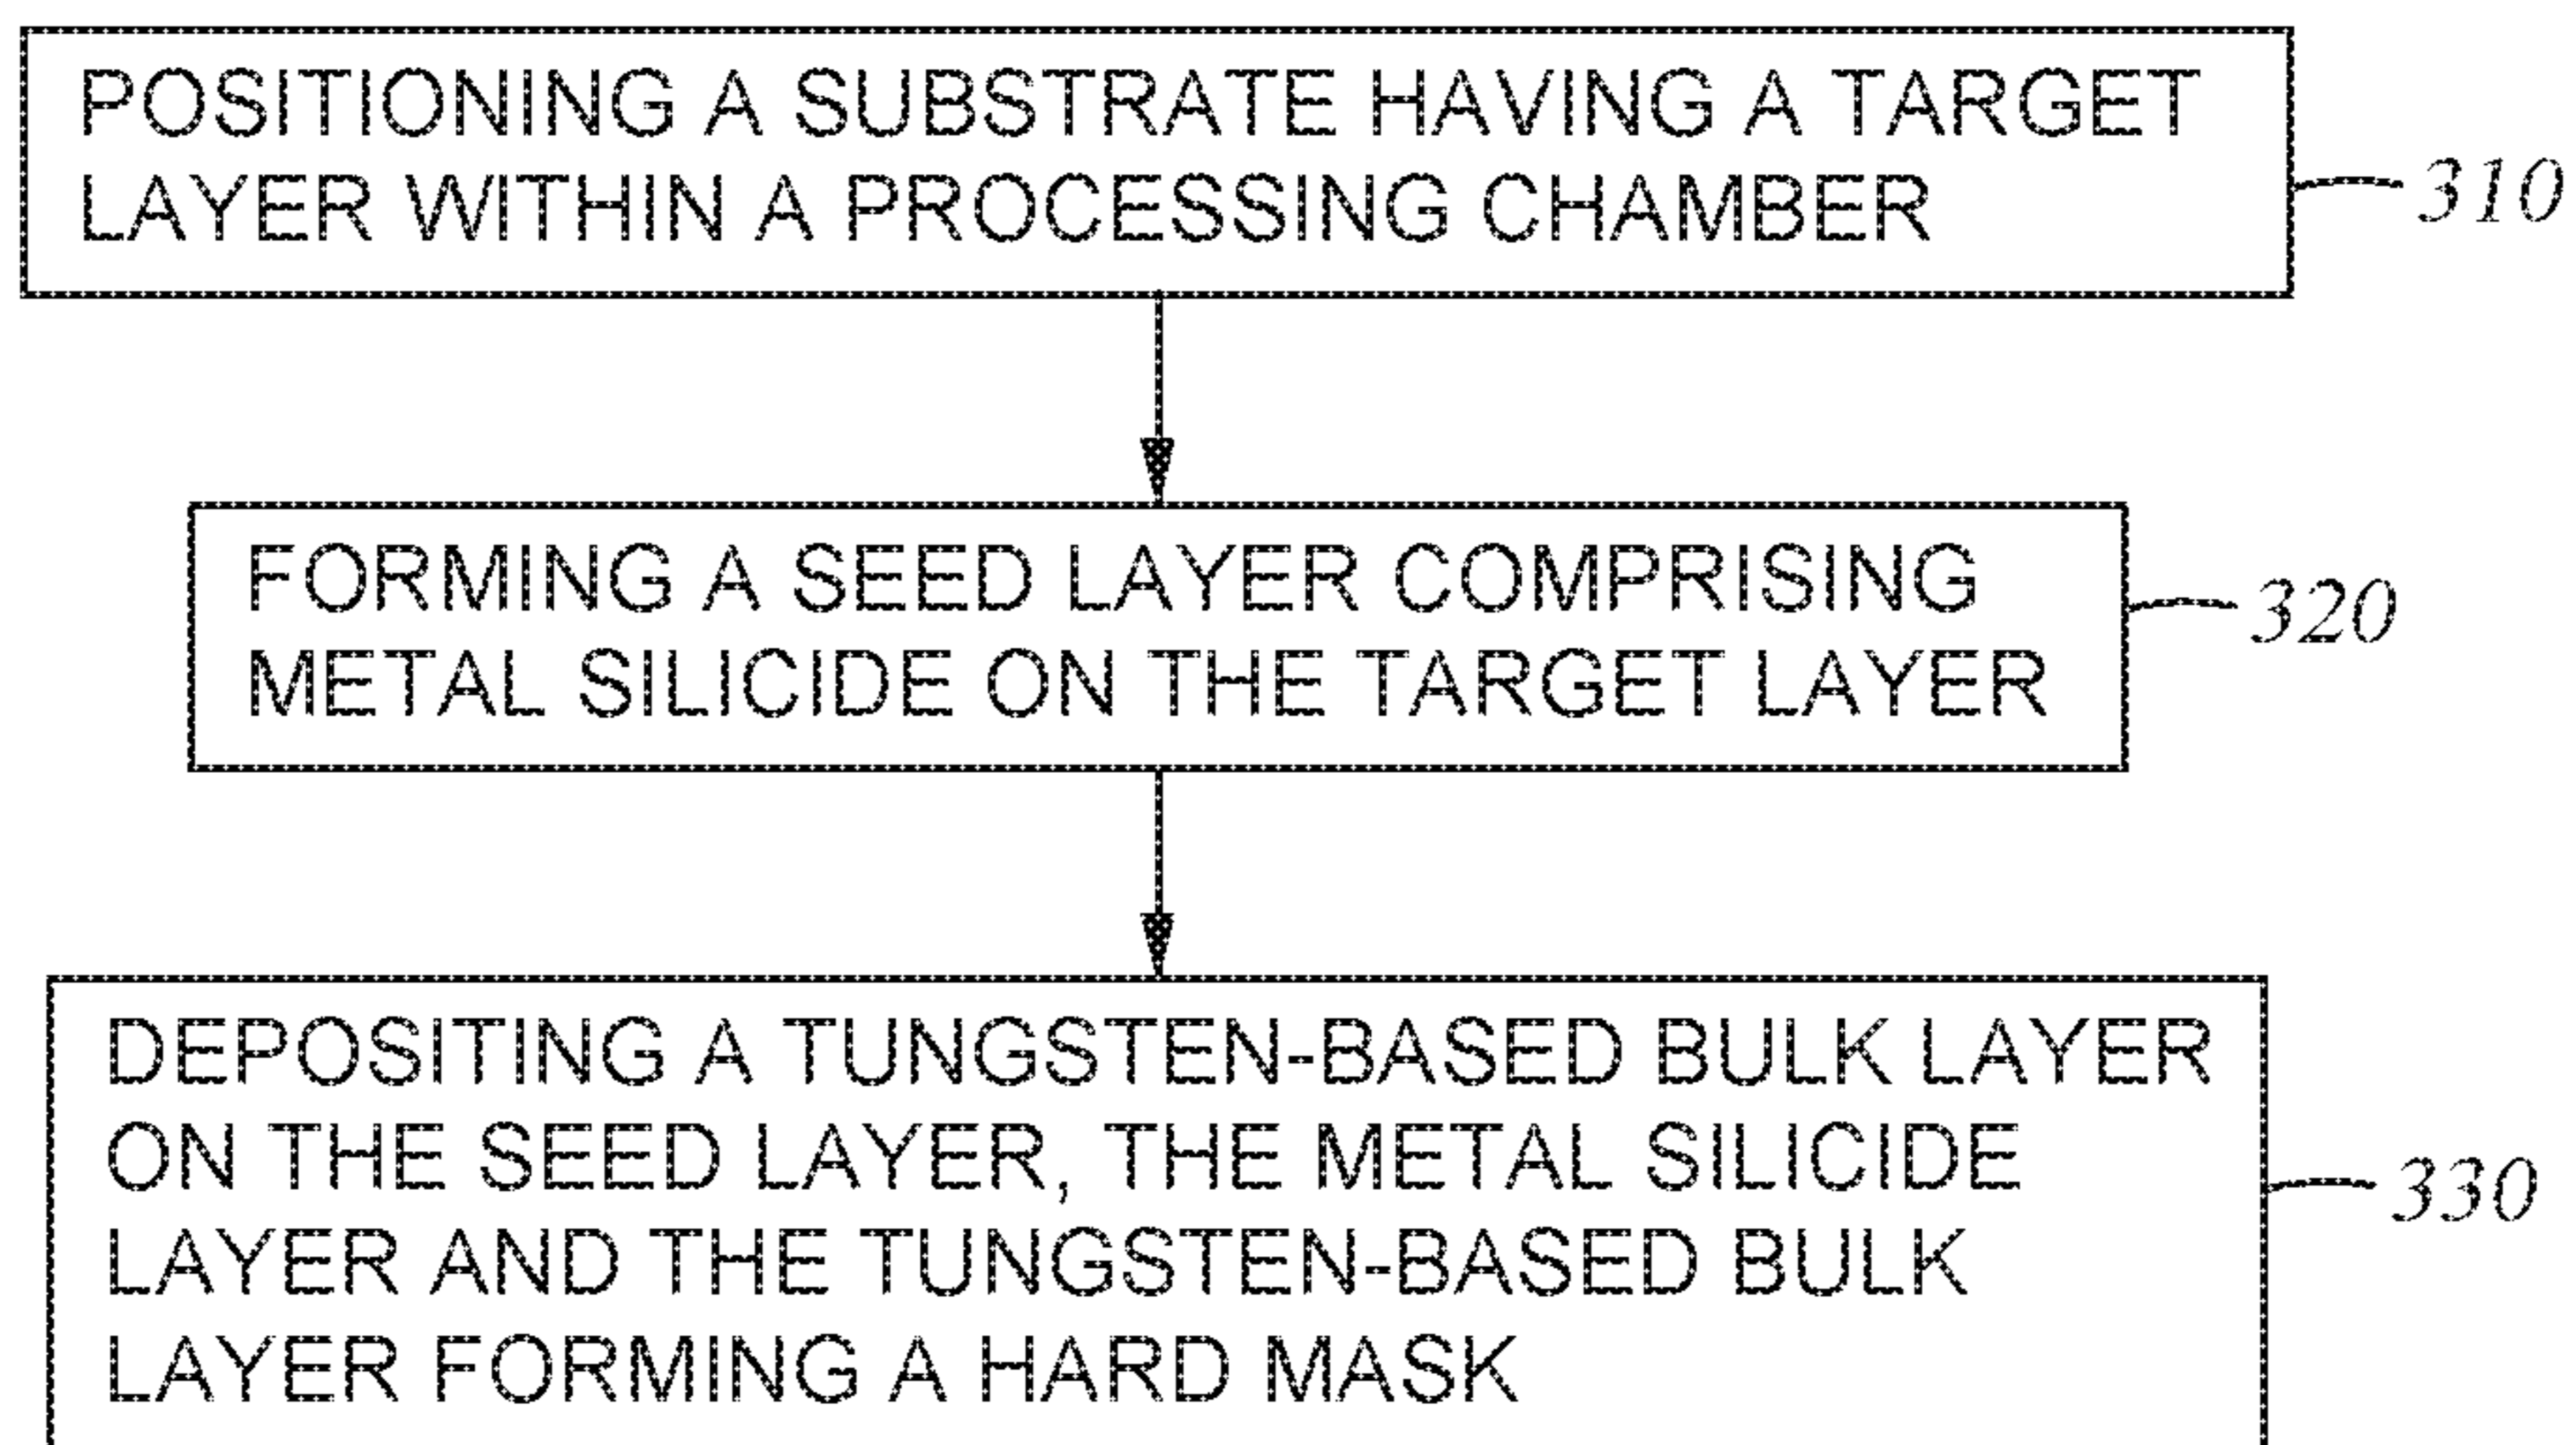 POSITIONING A SUBSTRATE HAVING A TARGET
LAYER WITHIN A PROCESSING CHAMBER
310
FORMING A SEED LAYER COMPRISING
METAL SILICIDE ON THE TARGET LAYER
320
DEPOSITING A TUNGSTEN-BASED BULK LAYER
ON THE SEED LAYER, THE METAL SILICIDE
LAYER AND THE TUNGSTEN-BASED BULK
LAYER FORMING A HARD MASK
330